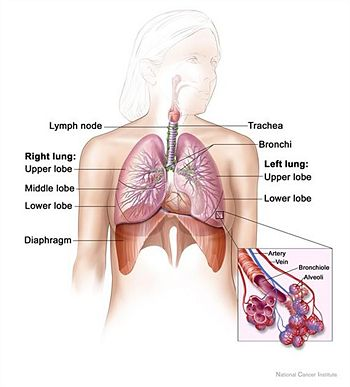 Lymph node
Trachea
Bronchi
Right lung:
Upper lobe
Middle lobe
Lower lobe
Left lung:
Upper lobe
Lower lobe
Diaphragm
Artery
Vein
Bronchiole
Alveoli
National Cancer Institute